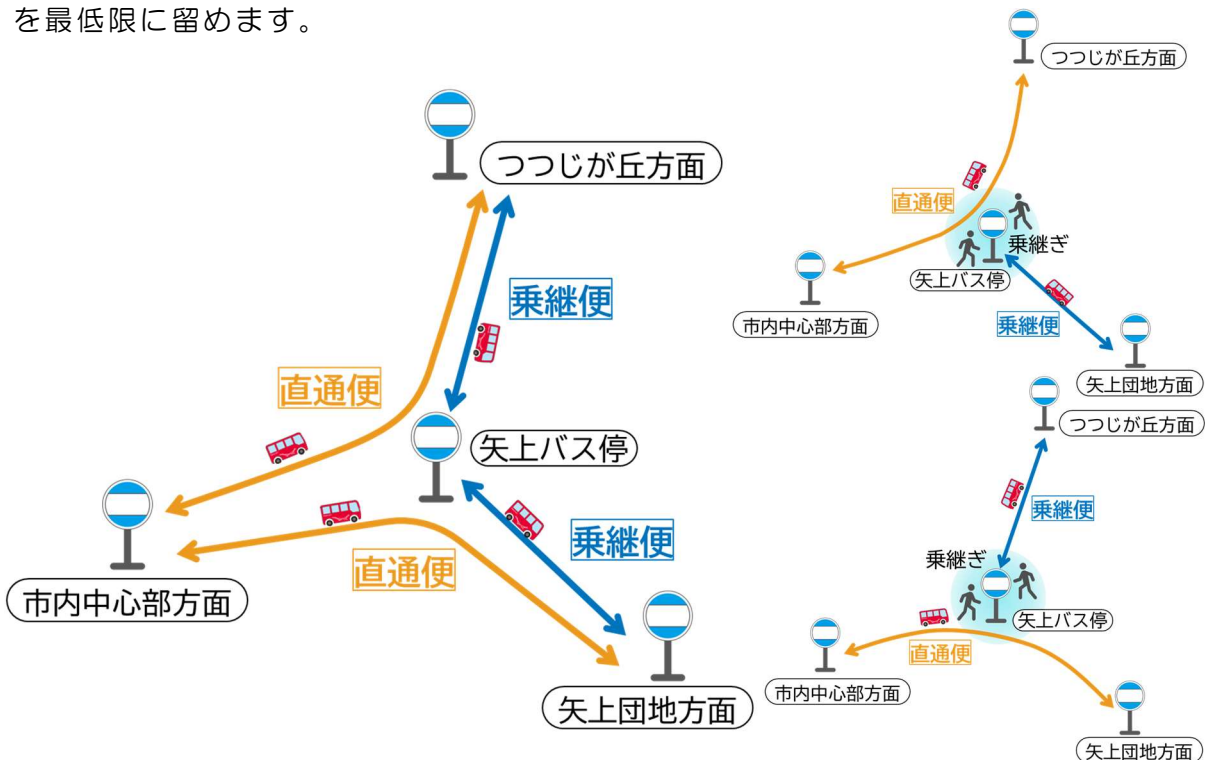 を最低限に留めます。
つつじが丘方面
乗継便
直通便
矢上バス停
乗継便
直通便
市内中心部方面
矢上団地方面
つつじが丘方面
直通便
乗継ぎ
矢上バス停
市内中心部方面
乗継便
矢上団地方面
つつじが丘方面
乗継便
乗継ぎ
矢上バス停
直通便
市内中心部方面
矢上団地方面